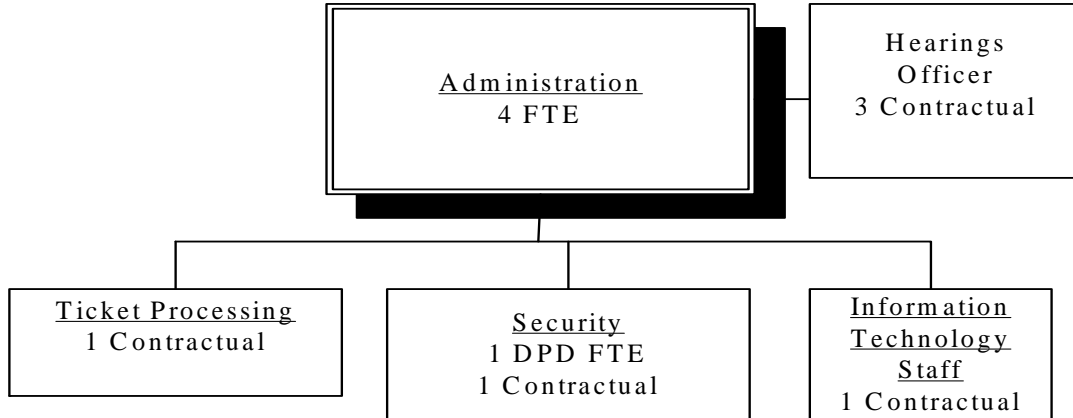 Administration
4 FTE
Hearings
Officer
3 Contractual
Ticket Processing
1 Contractual
Security
1 DPD FTE
1 Contractual
Information
Technology
Staff
1 Contractual